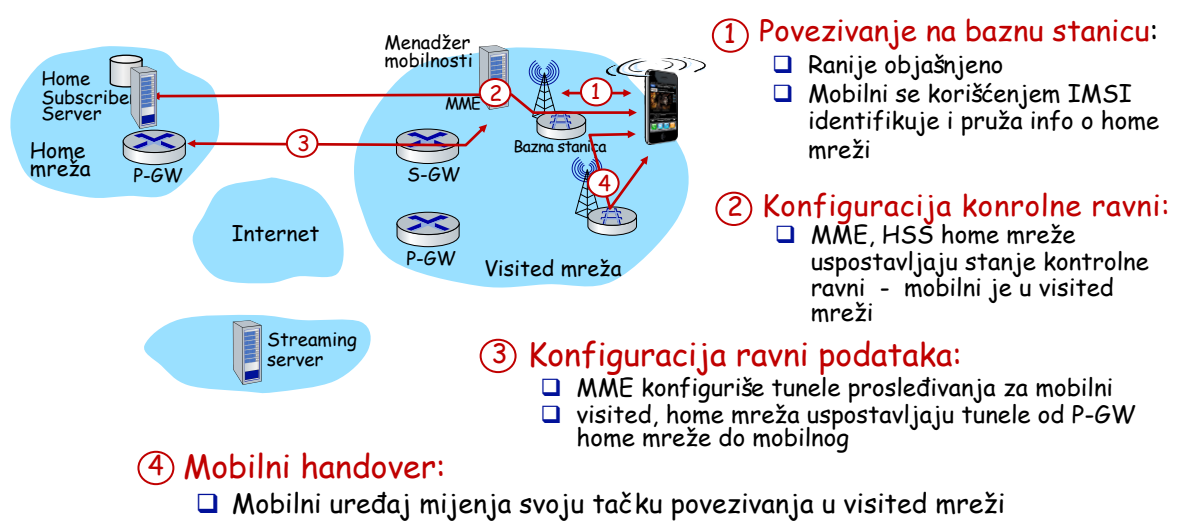 Home
Subscriber
Server
Home
mreža
P-GW
3
Menadžer
mobilnosti
MME
2
1
Bazna stanica
S-GW
4
P-GW
Visited mreža
Internet
Streaming
server
1 Povezivanje na baznu stanicu:
Ranije objašnjeno
Mobilni se korišćenjem IMSI
identifikuje i pruža info o home
mreži
2 Konfiguracija konrolne ravni:
MME, HSS home mreže
uspostavljaju stanje kontrolne
ravni - mobilni je u visited
mreži
3 Konfiguracija ravni podataka:
MME konfiguriše tunele prosleđivanja za mobilni
visited, home mreža uspostavljaju tunele od P-GW
home mreže do mobilnog
4 Mobilni handover:
Mobilni uređaj mijenja svoju tačku povezivanja u visited mreži